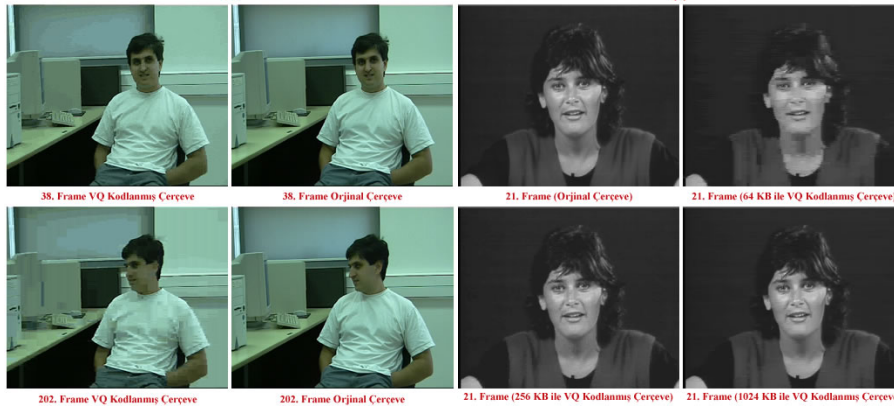 38. Frame VQ Kodlanmış Çerçeve
38. Frame Orjinal Çerçeve
21. Frame (Orjinal Çerçeve)
21. Frame (64 KB ile VQ Kodlanmış Çerçeve)
202. Frame VQ Kodlanmış Çerçeve
202. Frame Orjinal Çerçeve
21. Frame (256 KB ile VQ Kodlanmış Çerçeve)
21. Frame (1024 KB ile VQ Kodlanmış Çerçeve